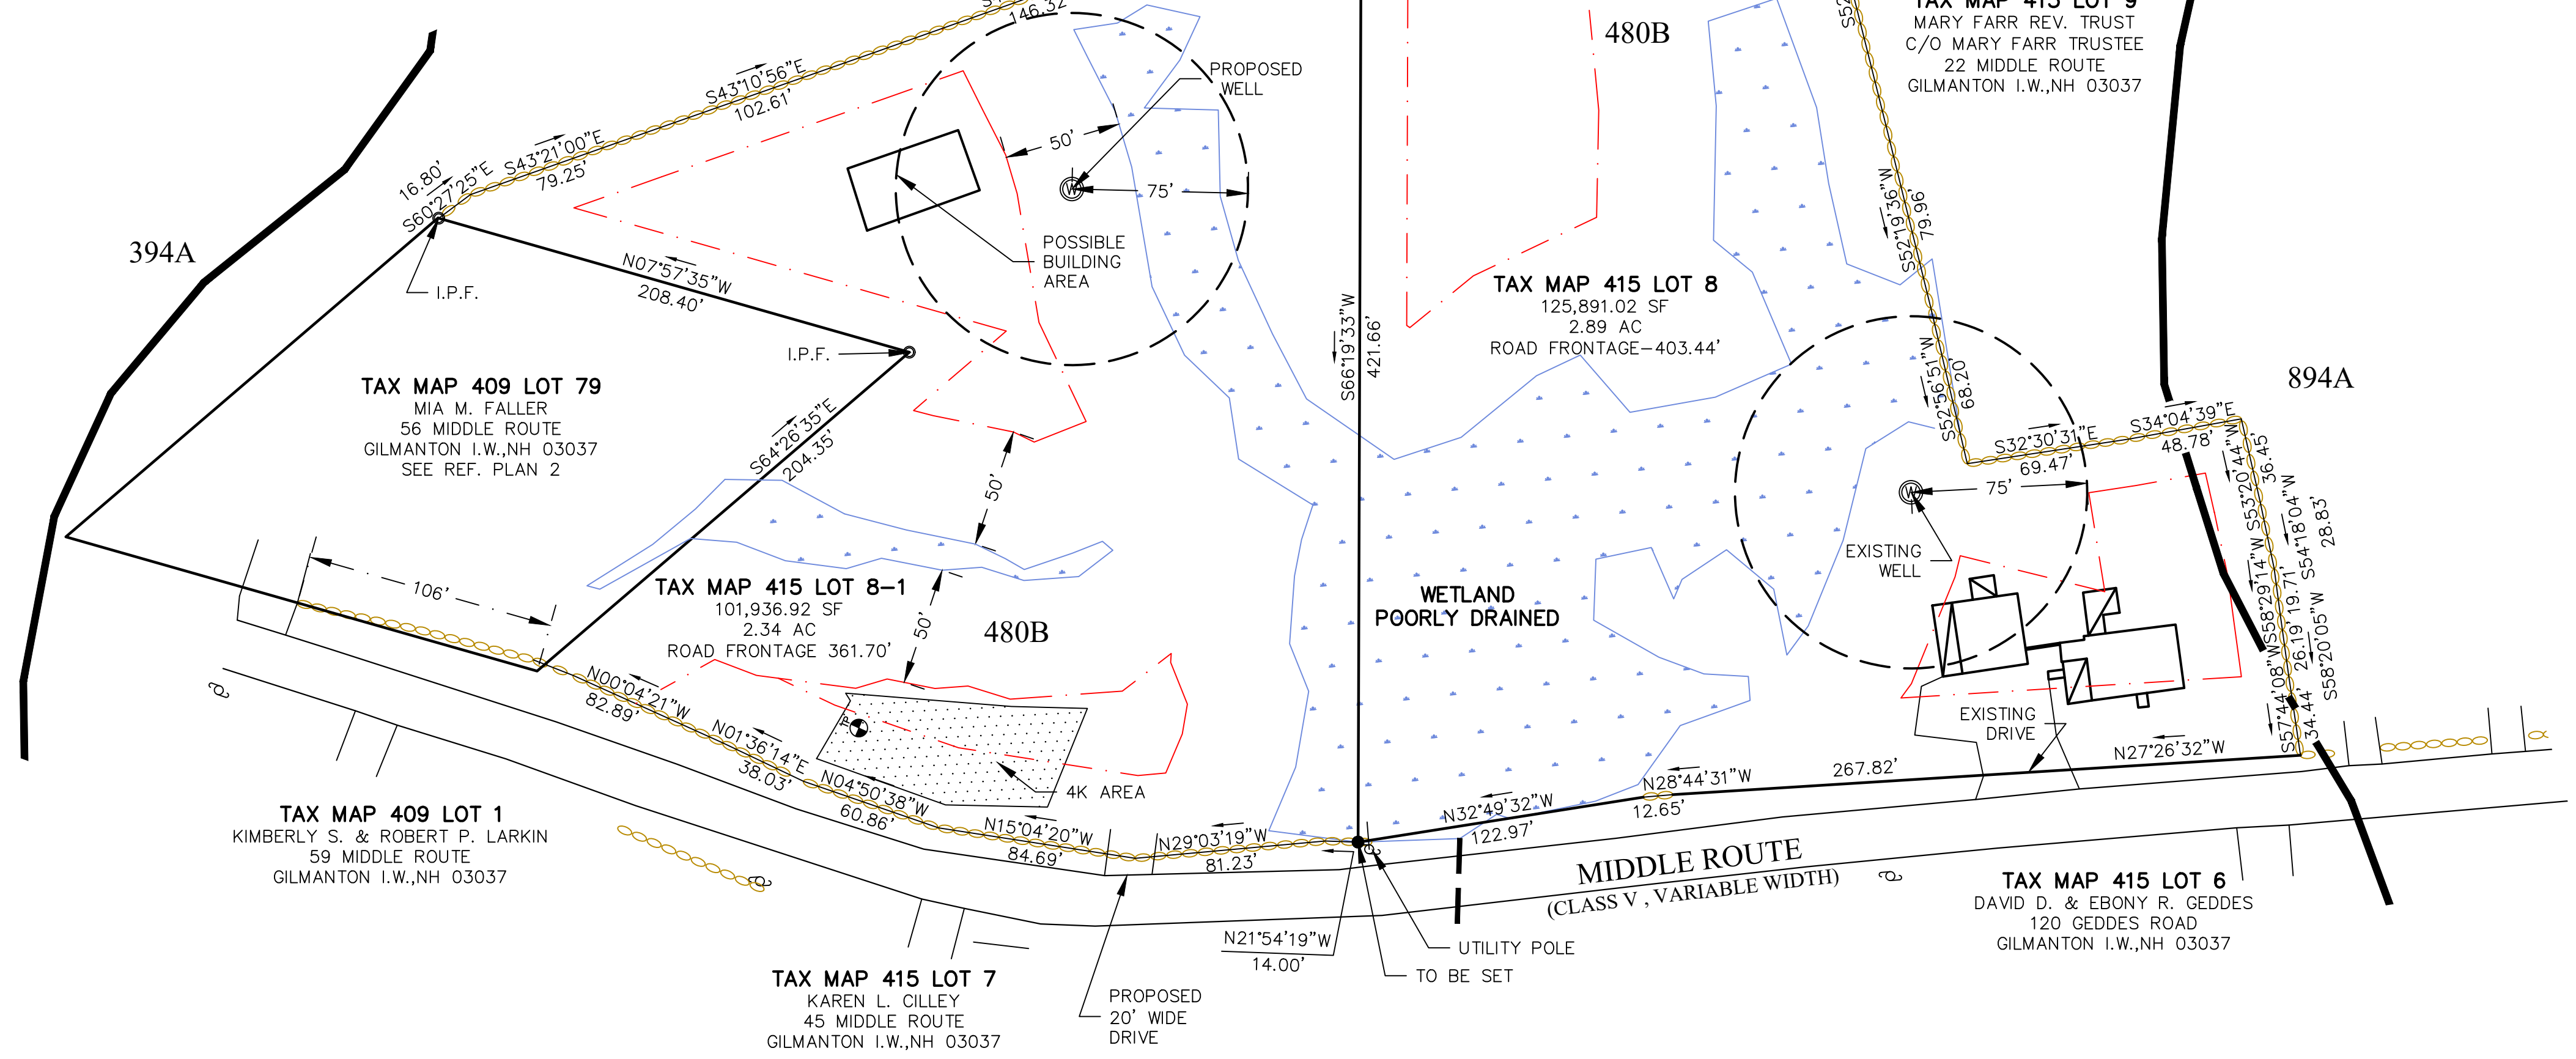 146.32'
S43°10'56"E
102.61'
S43°21'00"E
79.25'
16.80'
S60°27'25"E
394A
I.P.F.
N07°57'35"W
208.40'
I.P.F.
PROPOSED
WELL
50'
75'
POSSIBLE
BUILDING
AREA
480B
TAX MAP 415 LOT 9
MARY FARR REV. TRUST
C/O MARY FARR TRUSTEE
22 MIDDLE ROUTE
GILMANTON I.W.,NH 03037
S52°19'36"W
79.96'
S66°19'33"W
421.66'
TAX MAP 415 LOT 8
125,891.02 SF
2.89 AC
ROAD FRONTAGE-403.44'
S52°56'51"W
68.20'
894A
S32°30'31"E
69.47'
S34°04'39"E
48.78'
S53°20'44"W
36.45'
S54°18'04"W
28.83'
S58°29'14"W
19.71'
26.19'
S58°20'05"W
S57°44'08"W
34.44'
W
75'
EXISTING
WELL
TAX MAP 409 LOT 79
MIA M. FALLER
56 MIDDLE ROUTE
GILMANTON I.W.,NH 03037
SEE REF. PLAN 2
S64°26'35"E
204.35'
50'
106'
TAX MAP 415 LOT 8-1
101,936.92 SF
2.34 AC
ROAD FRONTAGE 361.70'
50'
480B
WETLAND
POORLY DRAINED
N00°04'21"W
82.89'
N01°36'14"E
38.03'
TP
N04°50'38"W
60.86'
4K AREA
N15°04'20"W
84.69'
N29°03'19"W
81.23'
N32°49'32"W
122.97'
N28°44'31"W
12.65'
267.82'
N27°26'32"W
EXISTING
DRIVE
MIDDLE ROUTE
(CLASS V , VARIABLE WIDTH)
TAX MAP 409 LOT 1
KIMBERLY S. & ROBERT P. LARKIN
59 MIDDLE ROUTE
GILMANTON I.W.,NH 03037
TAX MAP 415 LOT 6
DAVID D. & EBONY R. GEDDES
120 GEDDES ROAD
GILMANTON I.W.,NH 03037
N21°54'19"W
14.00'
UTILITY POLE
TO BE SET
TAX MAP 415 LOT 7
KAREN L. CILLEY
45 MIDDLE ROUTE
GILMANTON I.W.,NH 03037
PROPOSED
20' WIDE
DRIVE